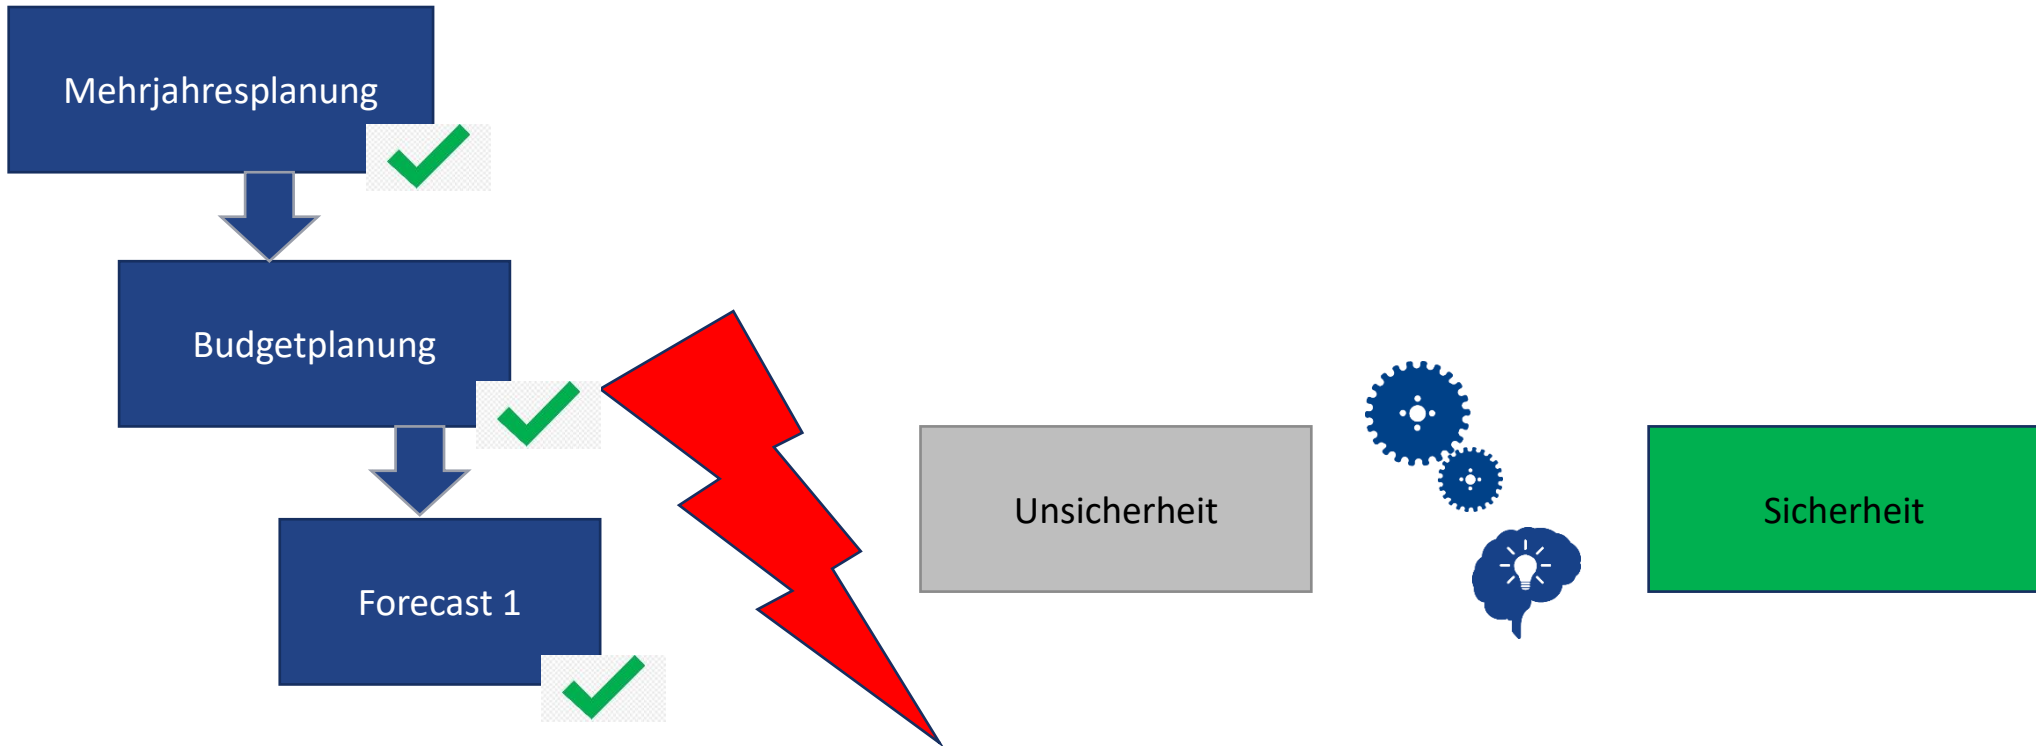 Mehrjahresplanung
Budgetplanung
Forecast 1
Unsicherheit
Sicherheit